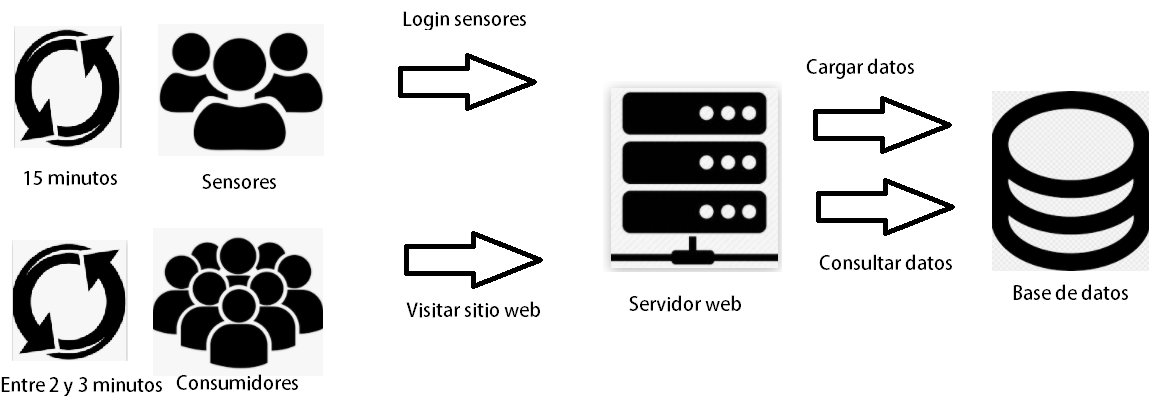 Login sensores
Cargar datos
15 minutos
Sensores
Consultar datos
Base de datos
Visitar sitio web
Servidor web
Entre 2 y 3 minutos
Consumidores